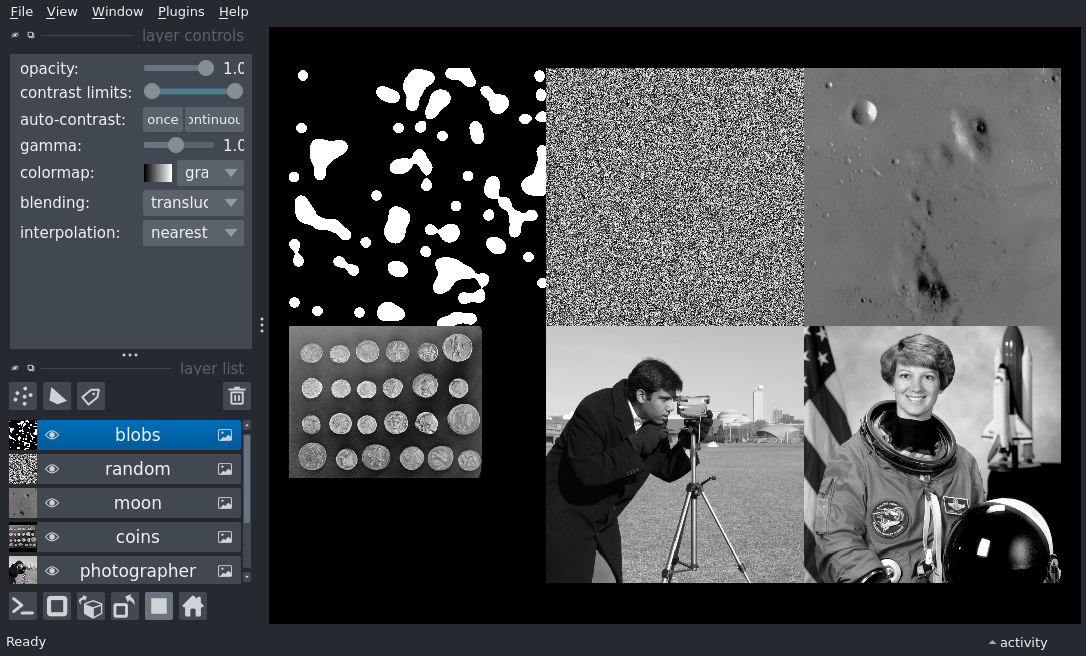 File View Window Plugins Help
layer controls
opacity: 1.0
contrast limits:
auto-contrast: once ontinuou
gamma: 1.0
colormap: gra
blending: transluc
interpolation: nearest
layer list
blobs
random
moon
coins
photographer
Ready
activity